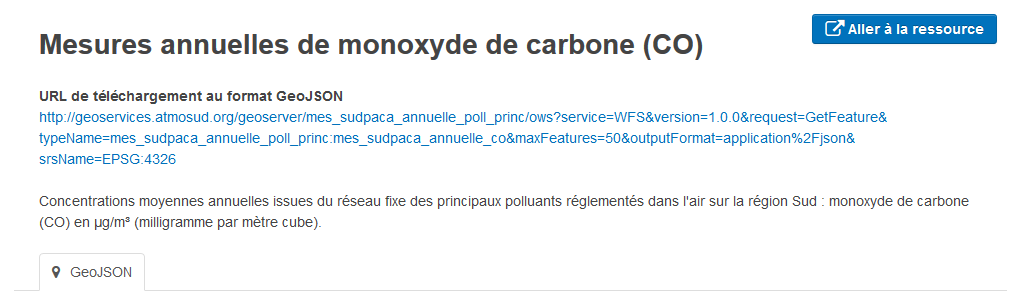 Aller à la ressource
Mesures annuelles de monoxyde de carbone (CO)
URL de téléchargement au format GeoJSON
http://geoservices.atmosud.org/geoserver/mes_sudpaca_annuelle_poll_princ/ows?service=WFS&version=1.0.0&request=GetFeature&
typeName=mes_sudpaca_annuelle_poll_princ:mes_sudpaca_annuelle_co&maxFeatures=50&outputFormat=application%2Fjson&
srsName=EPSG:4326
Concentrations moyennes annuelles issues du réseau fixe des principaux polluants réglementés dans l'air sur la région Sud : monoxyde de carbone
(CO) en µg/m³ (milligramme par mètre cube).
GeoJSON